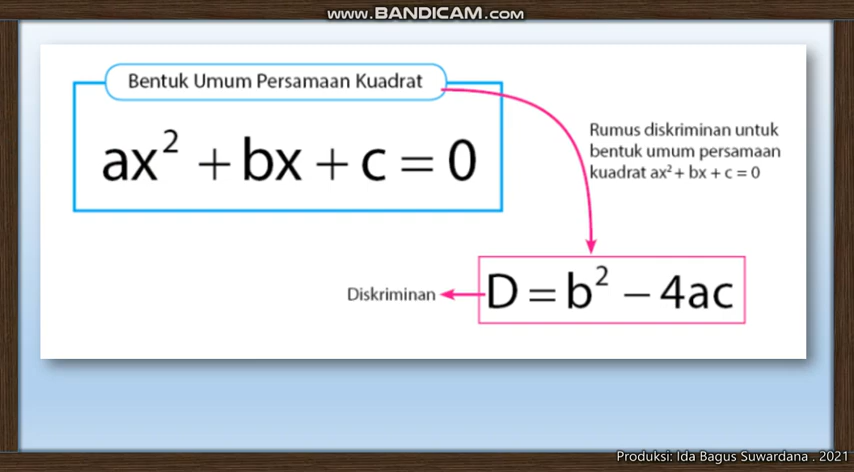 www.BANDICAM.com
Bentuk Umum Persamaan Kuadrat
ax² + bx + c = 0
Rumus diskriminan untuk
bentuk umum persamaan
kuadrat ax² + bx + c = 0
Diskriminan
D = b² − 4ac
Produksi: Ida Bagus Suwardana . 2021